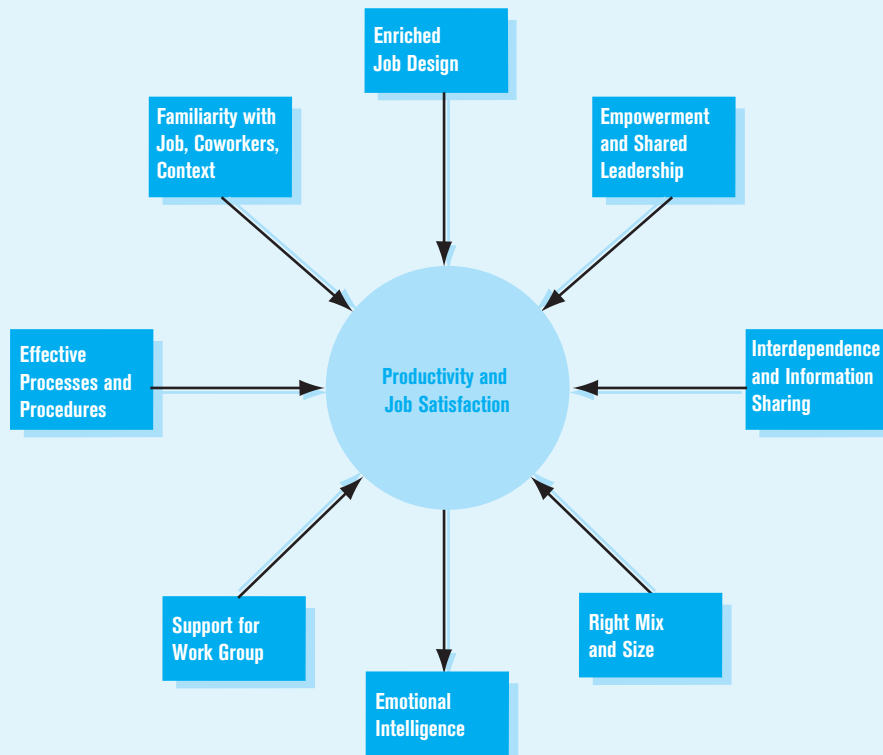 Enriched
Job Design
Familiarity with
Job, Coworkers,
Context
Empowerment
and Shared
Leadership
Effective
Processes and
Procedures
Productivity and
Job Satisfaction
Interdependence
and Information
Sharing
Support for
Work Group
Right Mix
and Size
Emotional
Intelligence